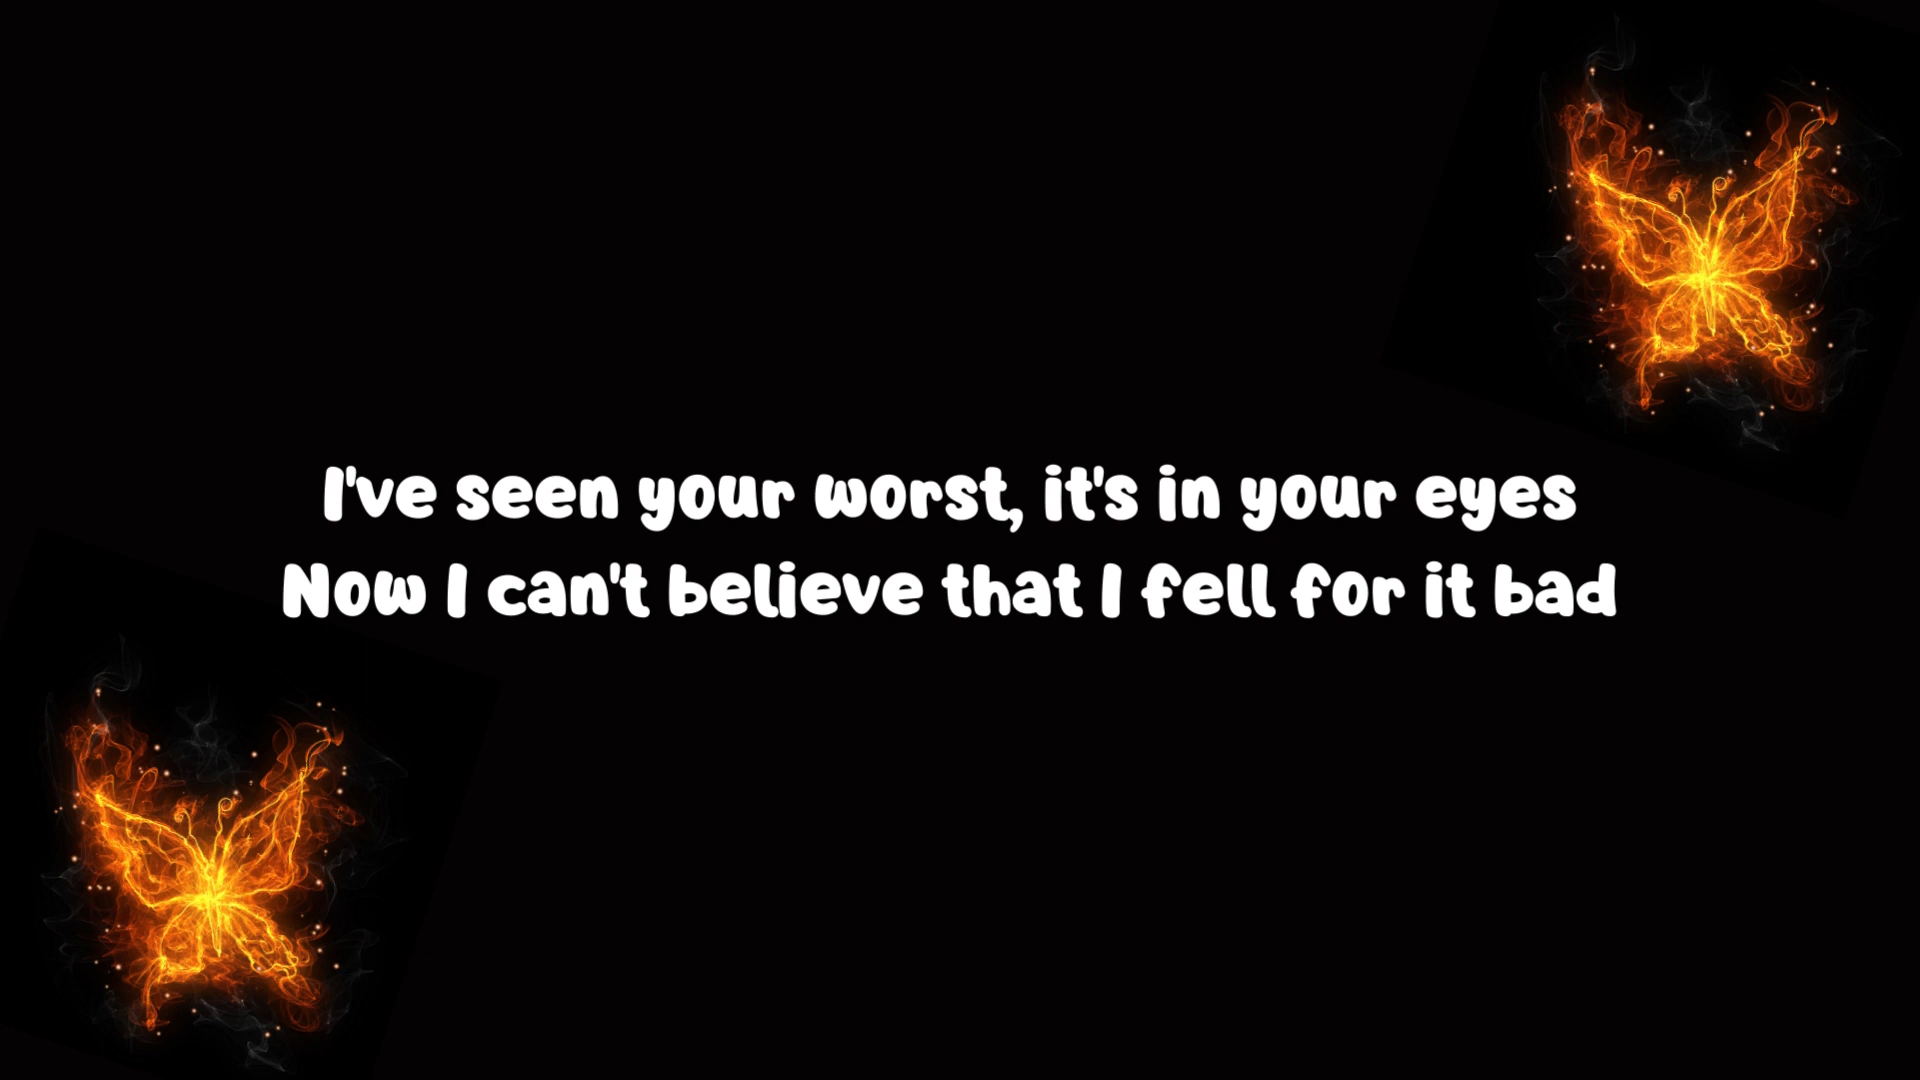 I've seen your worst, it's in your eyes
Now I can't believe that I fell for it bad